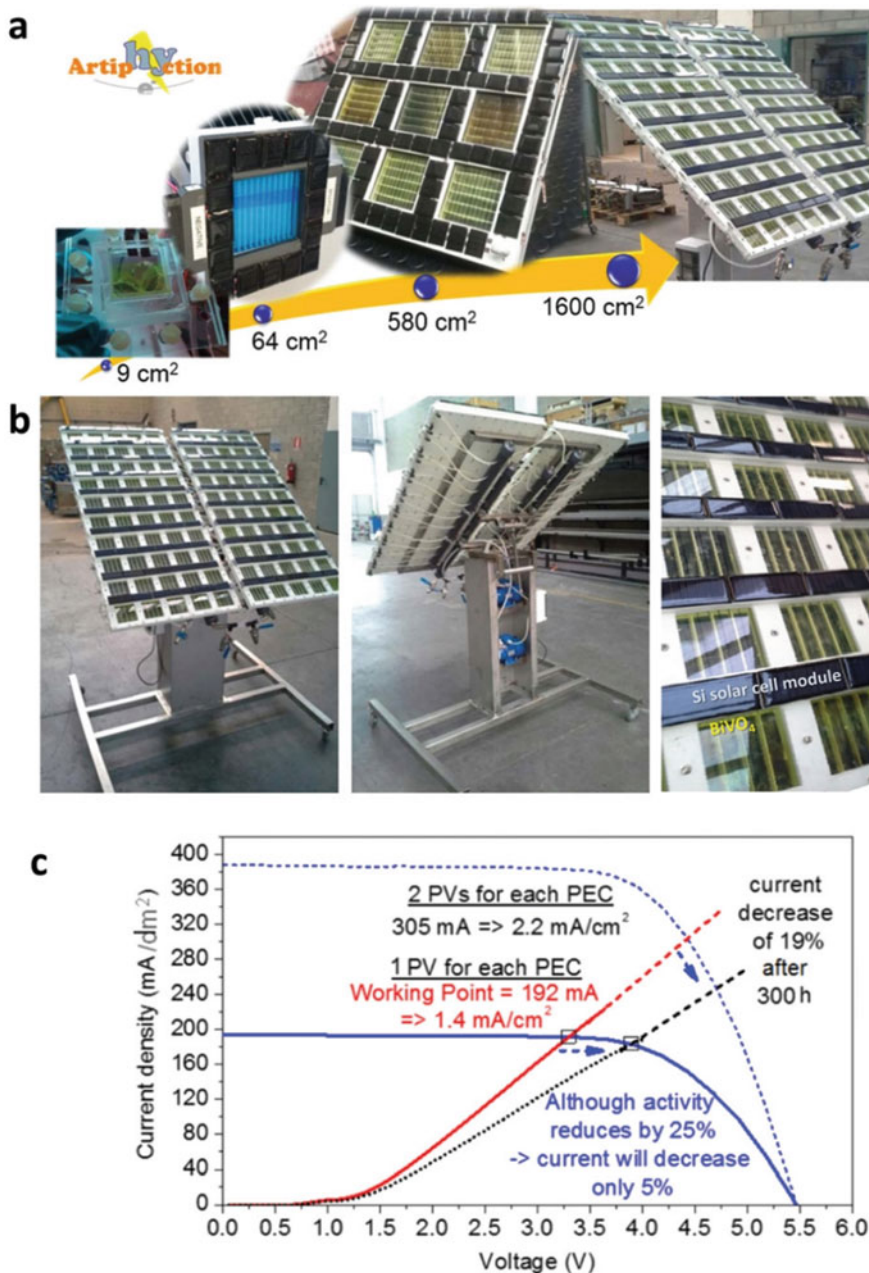 a
Artiphyction
NEGATIVE
9 cm²
64 cm²
580 cm²
1600 cm²
b
Si solar cell module
BiVO₄
c
Current density (mA/dm²)
400
360
320
280
240
200
160
120
80
40
0
2 PVs for each PEC
305 mA => 2.2 mA/cm²
1 PV for each PEC
Working Point = 192 mA
=> 1.4 mA/cm²
current
decrease
of 19%
after
300 h
Although activity
reduces by 25%
-> current will decrease
only 5%
0.0 0.5 1.0 1.5 2.0 2.5 3.0 3.5 4.0 4.5 5.0 5.5 6.0
Voltage (V)